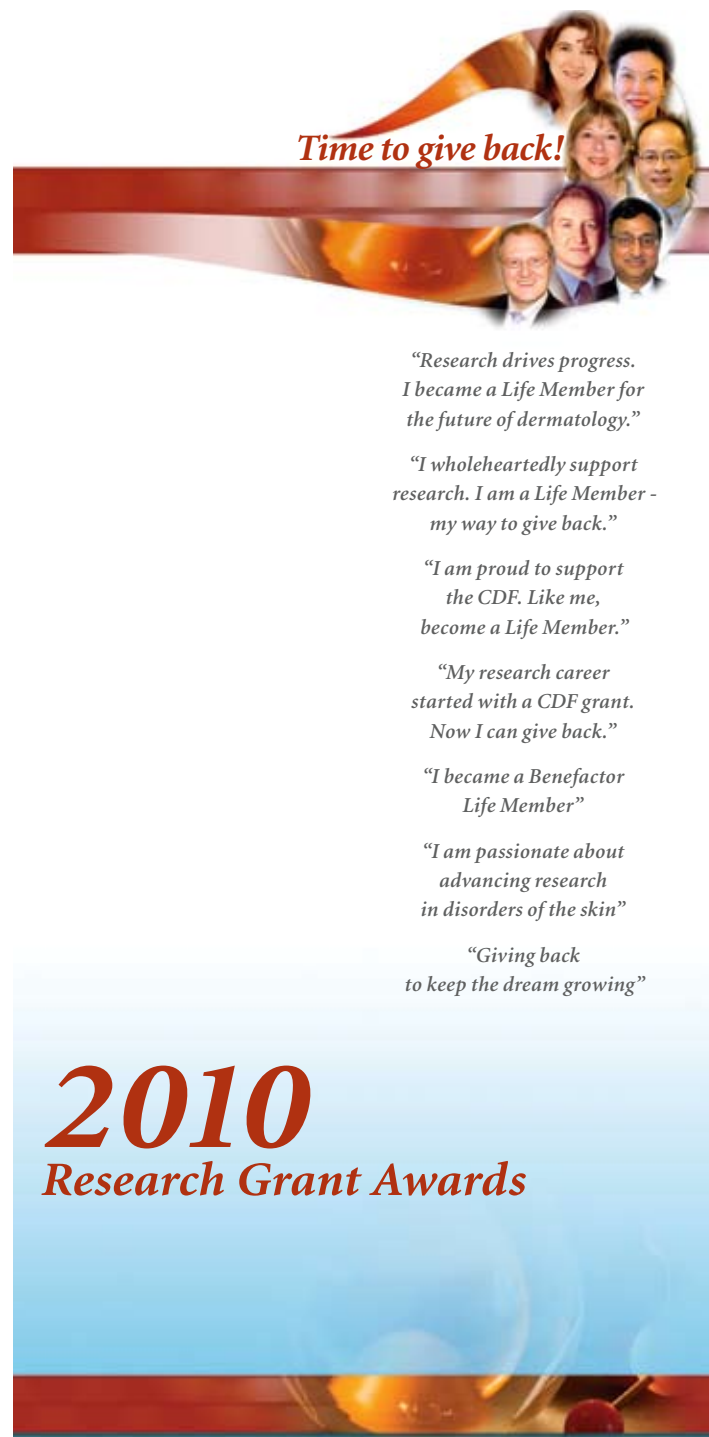 Time to give back!
“Research drives progress.
I became a Life Member for
the future of dermatology.”
“I wholeheartedly support
research. I am a Life Member -
my way to give back.”
“I am proud to support
the CDF. Like me,
become a Life Member.”
“My research career
started with a CDF grant.
Now I can give back.”
“I became a Benefactor
Life Member”
“I am passionate about
advancing research
in disorders of the skin”
“Giving back
to keep the dream growing”
2010
Research Grant Awards